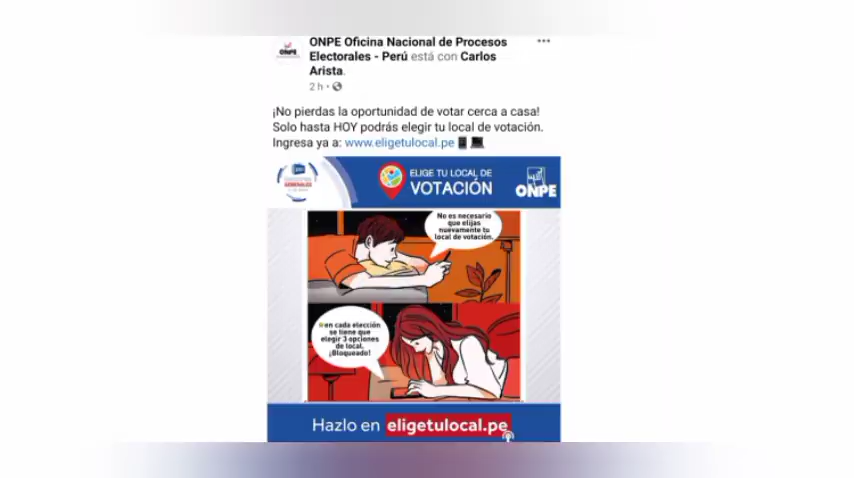 ONPE Oficina Nacional de Procesos
Electorales - Perú está con Carlos
Arista.
2 h
¡No pierdas la oportunidad de votar cerca a casa!
Solo hasta HOY podrás elegir tu local de votación.
Ingresa ya a: www.eligetulocal.pe
ELIGE TU LOCAL DE
VOTACIÓN
ONPE
No es necesario
que elijas
nuevamente tu
local de votación.
en cada elección
se tiene que
elegir 3 opciones
de local.
¡Bloqueado!
Hazlo en eligetulocal.pe